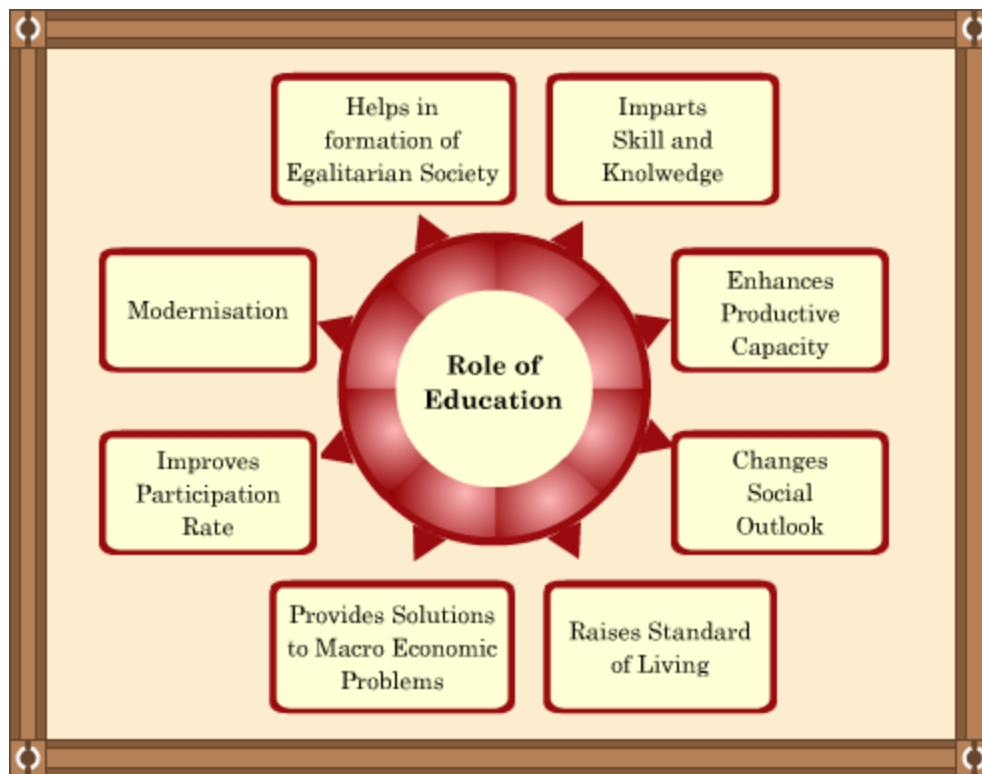 Helps in
formation of
Egalitarian Society
Imparts
Skill and
Knolwedge
Modernisation
Enhances
Productive
Capacity
Role of
Education
Improves
Participation
Rate
Changes
Social
Outlook
Provides Solutions
to Macro Economic
Problems
Raises Standard
of Living